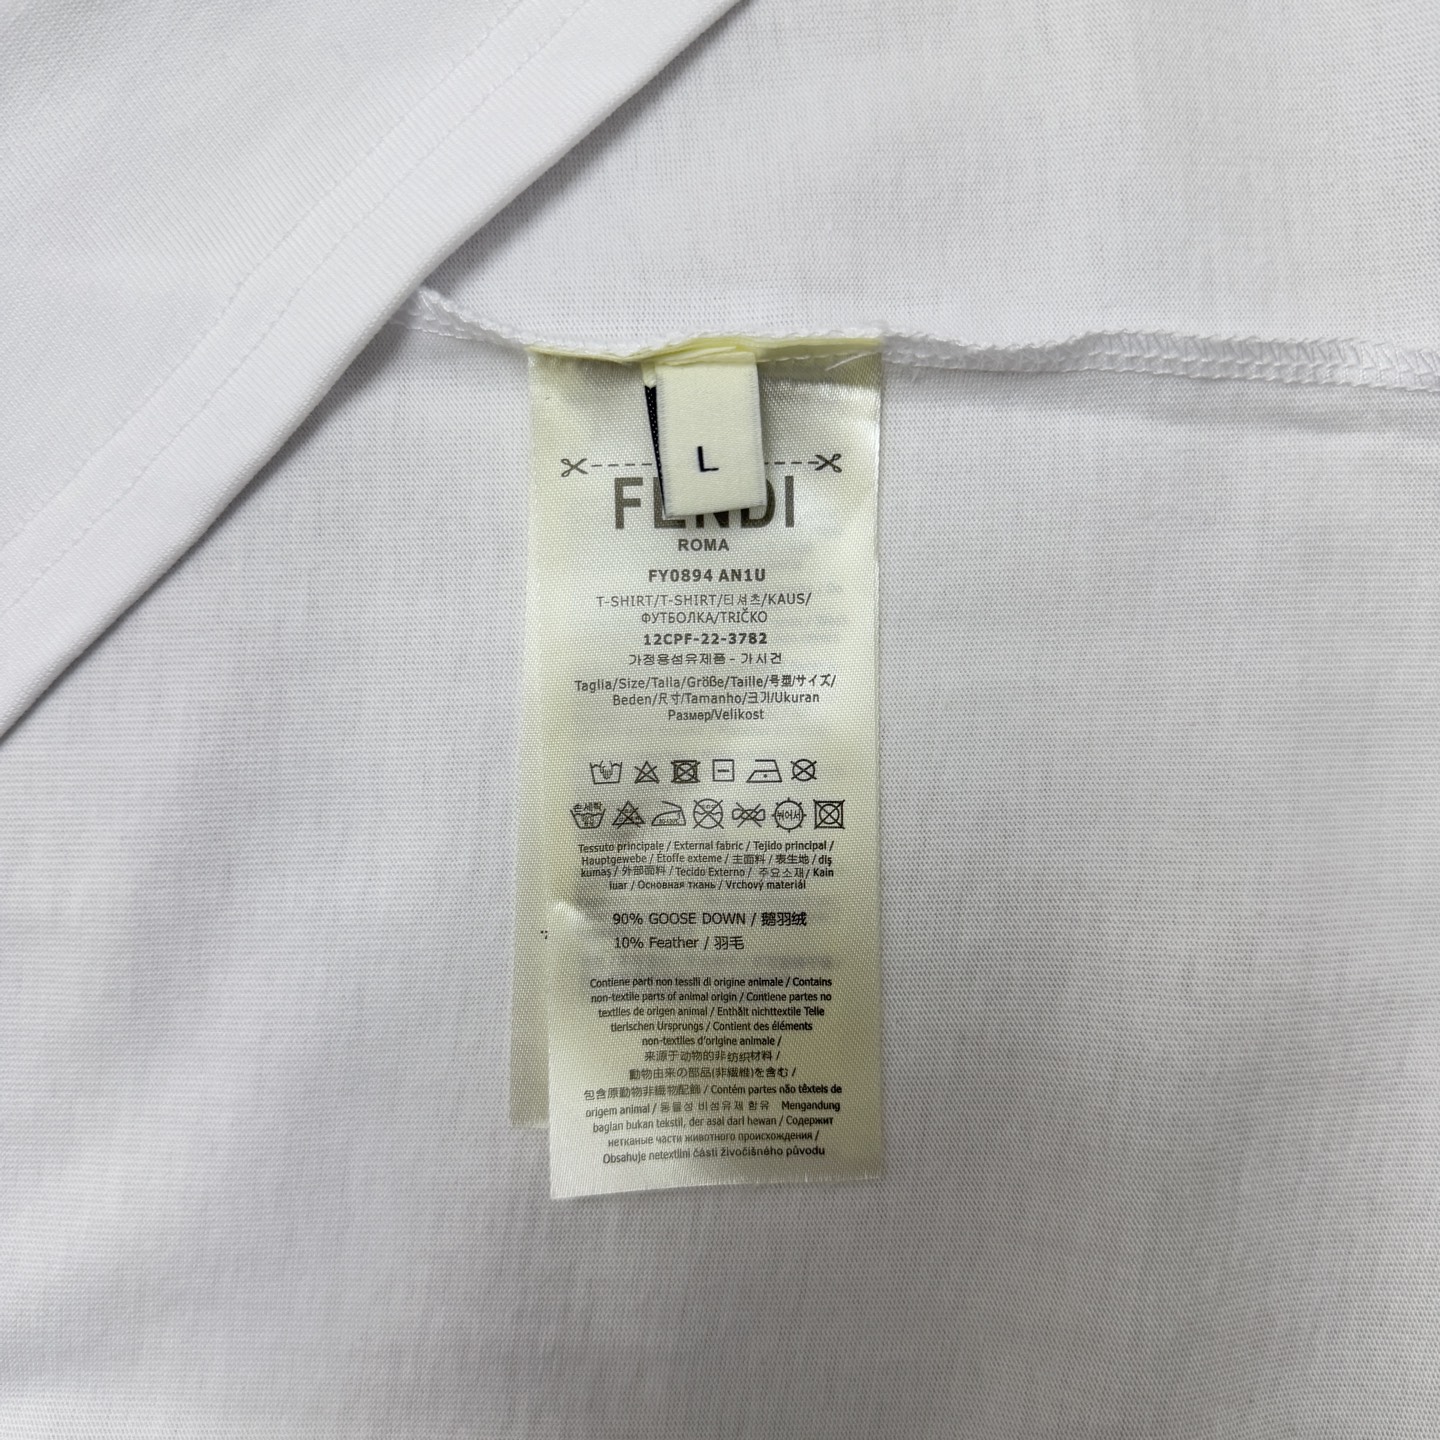 L
FENDI
ROMA
FY0894 AN1U
T-SHIRT/T-SHIRT/티셔츠/KAUS/
ФУТБОЛКА/TRIČKO
12CPF-22-3782
가정용섬유제품 - 가시건
Taglia/Size/Talla/Größe/Taille/号型/サイズ/
Beden/尺寸/Tamanho/크기/Ukuran
Размер/Velikost
손세탁
Tessuto principale / External fabric / Tejido principal /
Hauptgewebe / Étoffe exteme / 主面料 / 表生地 / diş
kumaş / 外部面料 / Tecido Externo / 주요소재/ Kain
luar / Основная ткань / Vrchový materiál
90% GOOSE DOWN / 鹅羽绒
10% Feather / 羽毛
Contiene parti non tessili di origine animale / Contains
non-textile parts of animal origin / Contiene partes no
textiles de origen animal / Enthält nichttextile Teile
tierischen Ursprungs / Contient des éléments
non-textiles d'origine animale /
来源于动物的非纺织材料 /
動物由来の部品(非繊維)を含む /
包含原動物非織物配飾 / Contém partes não têxteis de
origem animal / 동물성 비섬유재 함유 Mengandung
bagian bukan tekstil, der asal dari hewan / Содержит
нетканые части животного происхождения /
Obsahuje netextilní části živočišného původu